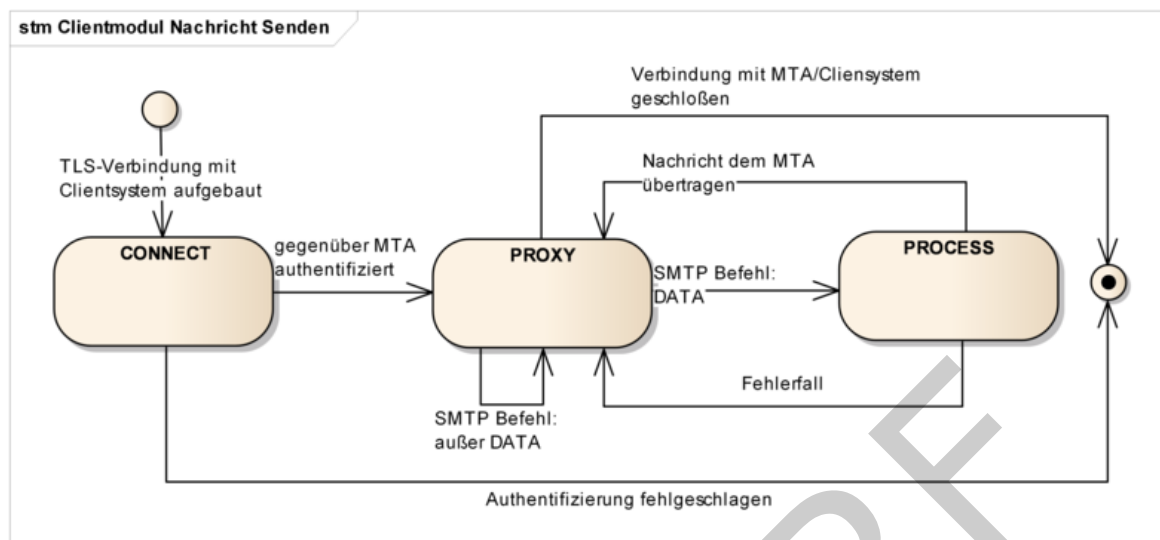 stm Clientmodul Nachricht Senden
Verbindung mit MTA/Cliensystem
geschloßen
TLS-Verbindung mit
Clientsystem aufgebaut
Nachricht dem MTA
übertragen
CONNECT
gegenüber MTA
authentifiziert
PROXY
SMTP Befehl:
DATA
PROCESS
SMTP Befehl:
außer DATA
Fehlerfall
Authentifizierung fehlgeschlagen